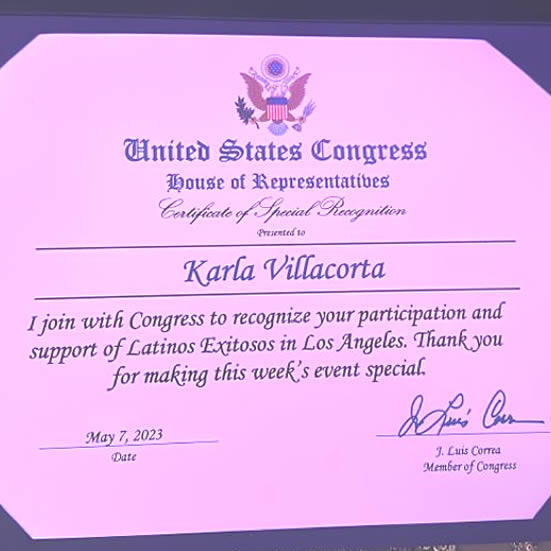 United States Congress
House of Representatives
Certificate of Special Recognition
Presented to
Karla Villacorta
I join with Congress to recognize your participation and
support of Latinos Exitosos in Los Angeles. Thank you
for making this week's event special.
May 7, 2023
Date
J. Luis Correa
Member of Congress